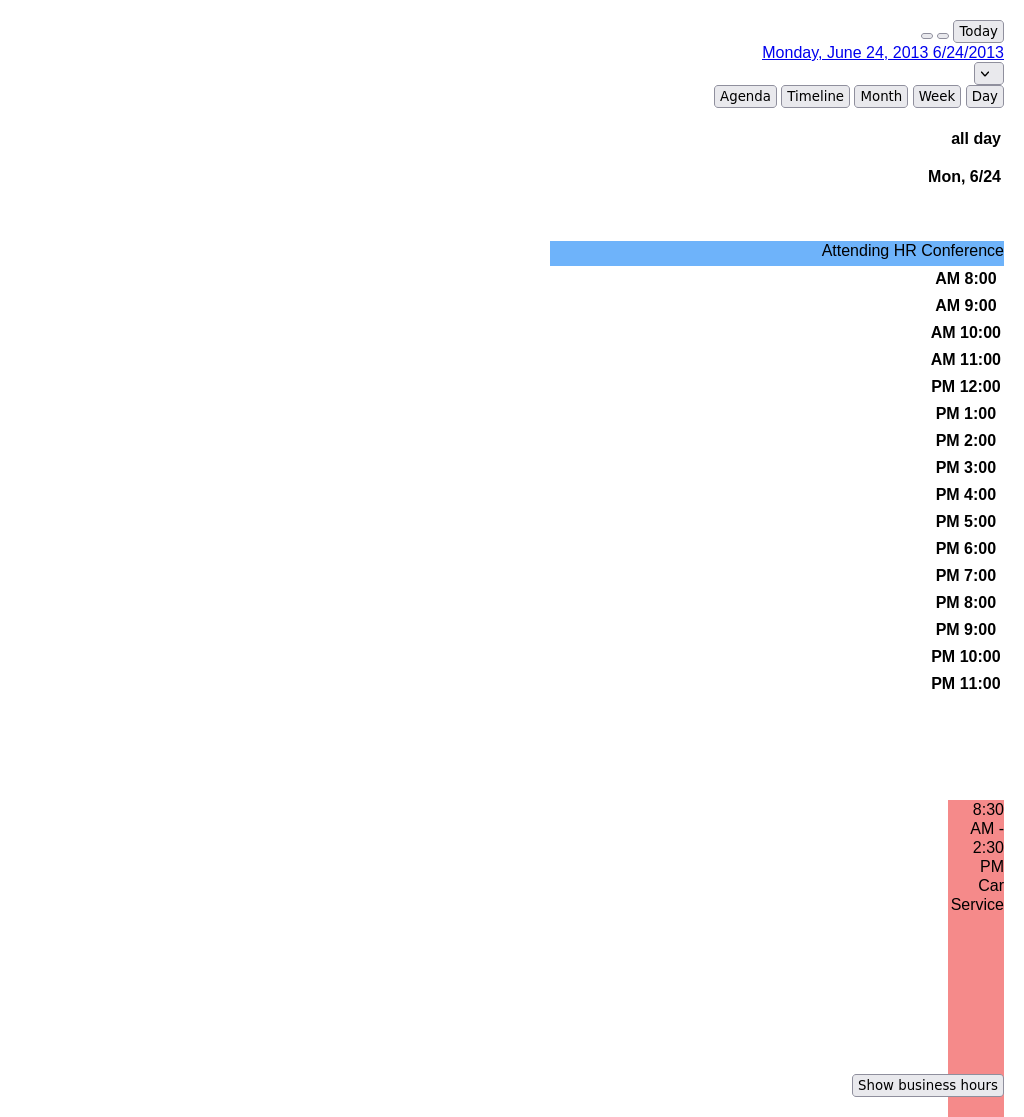 Today
Monday, June 24, 2013 6/24/2013
Agenda Timeline Month Week Day
all day
Mon, 6/24
Attending HR Conference
AM 8:00
AM 9:00
AM 10:00
AM 11:00
PM 12:00
PM 1:00
PM 2:00
PM 3:00
PM 4:00
PM 5:00
PM 6:00
PM 7:00
PM 8:00
PM 9:00
PM 10:00
PM 11:00
8:30
AM -
2:30
PM
Car
Service
Show business hours